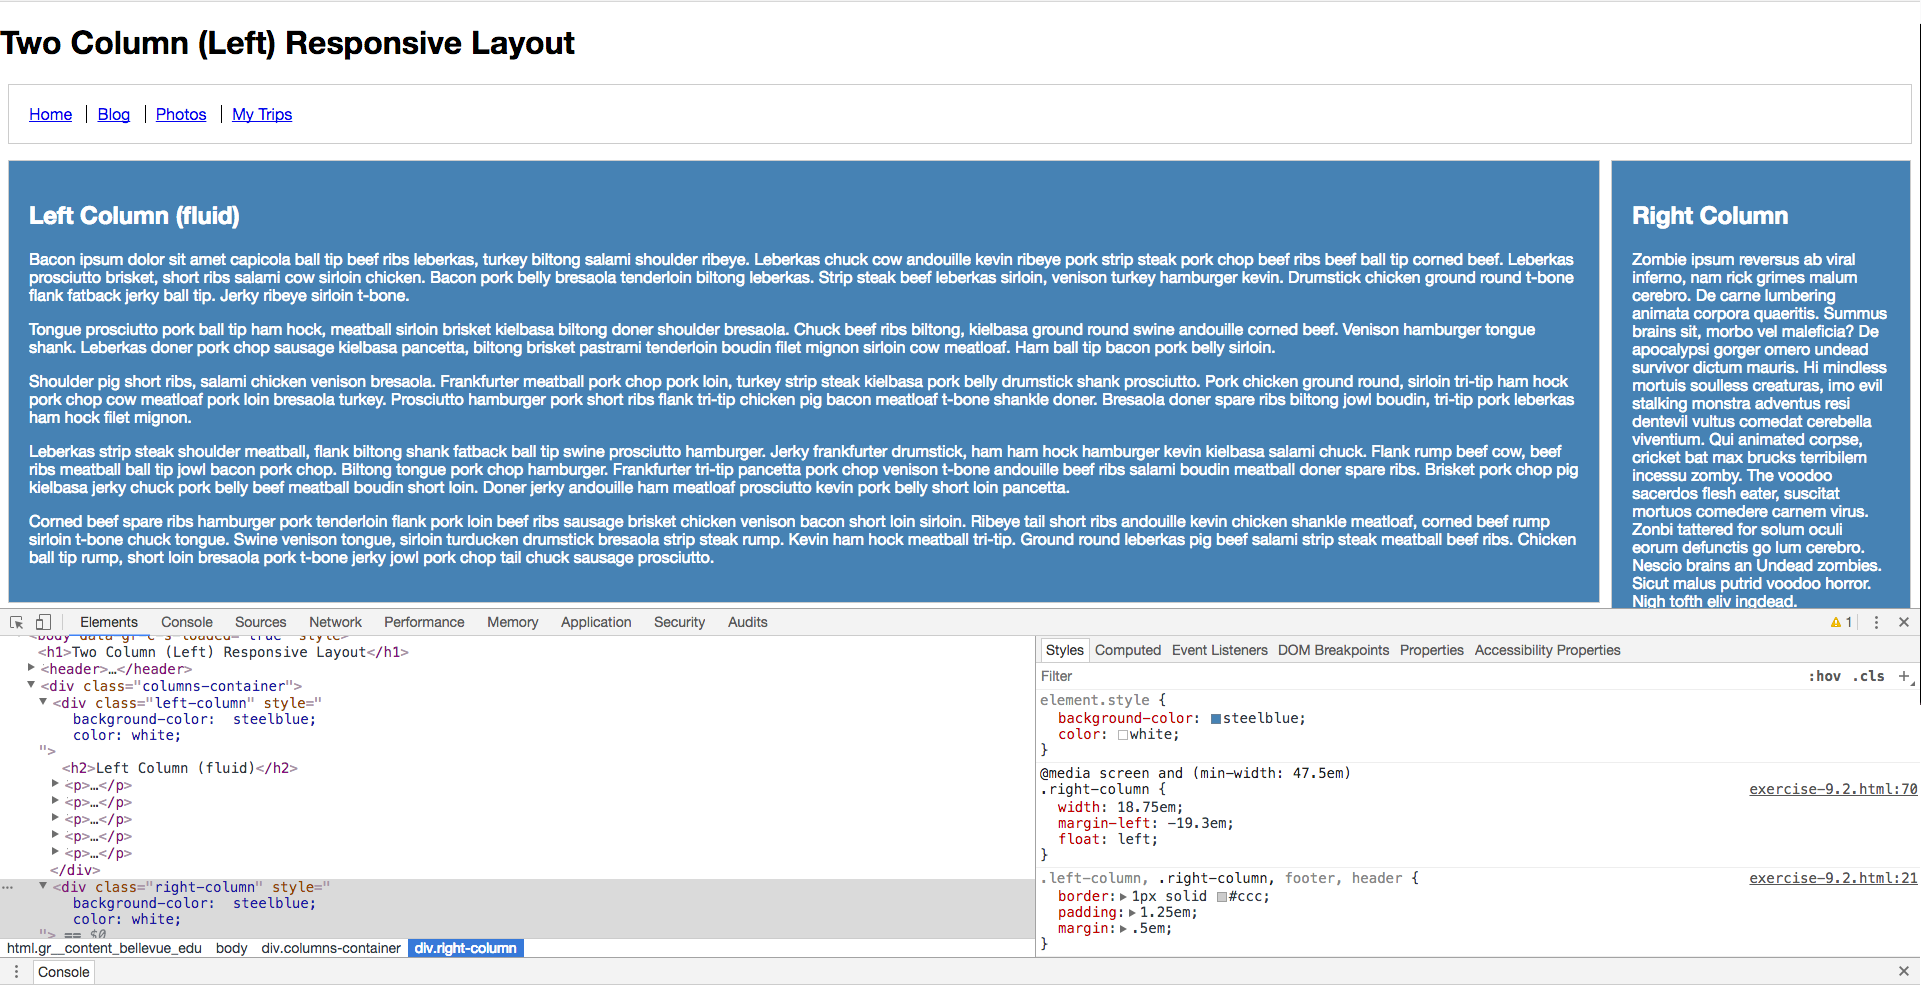 Two Column (Left) Responsive Layout
Home
Blog
Photos
My Trips
Left Column (fluid)
Bacon ipsum dolor sit amet capicola ball tip beef ribs leberkas, turkey biltong salami shoulder ribeye. Leberkas chuck cow andouille kevin ribeye pork strip steak pork chop beef ribs beef ball tip corned beef. Leberkas
prosciutto brisket, short ribs salami cow sirloin chicken. Bacon pork belly bresaola tenderloin biltong leberkas. Strip steak beef leberkas sirloin, venison turkey hamburger kevin. Drumstick chicken ground round t-bone
flank fatback jerky ball tip. Jerky ribeye sirloin t-bone.
Tongue prosciutto pork ball tip ham hock, meatball sirloin brisket kielbasa biltong doner shoulder bresaola. Chuck beef ribs biltong, kielbasa ground round swine andouille corned beef. Venison hamburger tongue
shank. Leberkas doner pork chop sausage kielbasa pancetta, biltong brisket pastrami tenderloin boudin filet mignon sirloin cow meatloaf. Ham ball tip bacon pork belly sirloin.
Shoulder pig short ribs, salami chicken venison bresaola. Frankfurter meatball pork chop pork loin, turkey strip steak kielbasa pork belly drumstick shank prosciutto. Pork chicken ground round, sirloin tri-tip ham hock
pork chop cow meatloaf pork loin bresaola turkey. Prosciutto hamburger pork short ribs flank tri-tip chicken pig bacon meatloaf t-bone shankle doner. Bresaola doner spare ribs biltong jowl boudin, tri-tip pork leberkas
ham hock filet mignon.
Leberkas strip steak shoulder meatball, flank biltong shank fatback ball tip swine prosciutto hamburger. Jerky frankfurter drumstick, ham ham hock hamburger kevin kielbasa salami chuck. Flank rump beef cow, beef
ribs meatball ball tip jowl bacon pork chop. Biltong tongue pork chop hamburger. Frankfurter tri-tip pancetta pork chop venison t-bone andouille beef ribs salami boudin meatball doner spare ribs. Brisket pork chop pig
kielbasa jerky chuck pork belly beef meatball boudin short loin. Doner jerky andouille ham meatloaf prosciutto kevin pork belly short loin pancetta.
Corned beef spare ribs hamburger pork tenderloin flank pork loin beef ribs sausage brisket chicken venison bacon short loin sirloin. Ribeye tail short ribs andouille kevin chicken shankle meatloaf, corned beef rump
sirloin t-bone chuck tongue. Swine venison tongue, sirloin turducken drumstick bresaola strip steak rump. Kevin ham hock meatball tri-tip. Ground round leberkas pig beef salami strip steak meatball beef ribs. Chicken
ball tip rump, short loin bresaola pork t-bone jerky jowl pork chop tail chuck sausage prosciutto.
Right Column
Zombie ipsum reversus ab viral
inferno, nam rick grimes malum
cerebro. De carne lumbering
animata corpora quaeritis. Summus
brains sit, morbo vel maleficia? De
apocalypsi gorger omero undead
survivor dictum mauris. Hi mindless
mortuis soulless creaturas, imo evil
stalking monstra adventus resi
dentevil vultus comedat cerebella
viventium. Qui animated corpse,
cricket bat max brucks terribilem
incessu zomby. The voodoo
sacerdos flesh eater, suscitat
mortuos comedere carnem virus.
Zonbi tattered for solum oculi
eorum defunctis go lum cerebro.
Nescio brains an Undead zombies.
Sicut malus putrid voodoo horror.
Nigh tofth eliv ingdead.
Elements Console Sources Network Performance Memory Application Security Audits 1
<body data-gr-c-s-loaded="true" style>
<h1>Two Column (Left) Responsive Layout</h1>
<header>…</header>
<div class="columns-container">
<div class="left-column" style="
background-color: steelblue;
color: white;
">
<h2>Left Column (fluid)</h2>
<p>…</p>
<p>…</p>
<p>…</p>
<p>…</p>
<p>…</p>
</div>
<div class="right-column" style="
background-color: steelblue;
color: white;
"> == $0
html.gr__content_bellevue_edu body div.columns-container div.right-column
Styles Computed Event Listeners DOM Breakpoints Properties Accessibility Properties
Filter :hov .cls +
element.style {
background-color: steelblue;
color: white;
}
@media screen and (min-width: 47.5em)
.right-column { exercise-9.2.html:70
width: 18.75em;
margin-left: -19.3em;
float: left;
}
.left-column, .right-column, footer, header { exercise-9.2.html:21
border: 1px solid #ccc;
padding: 1.25em;
margin: .5em;
}
Console